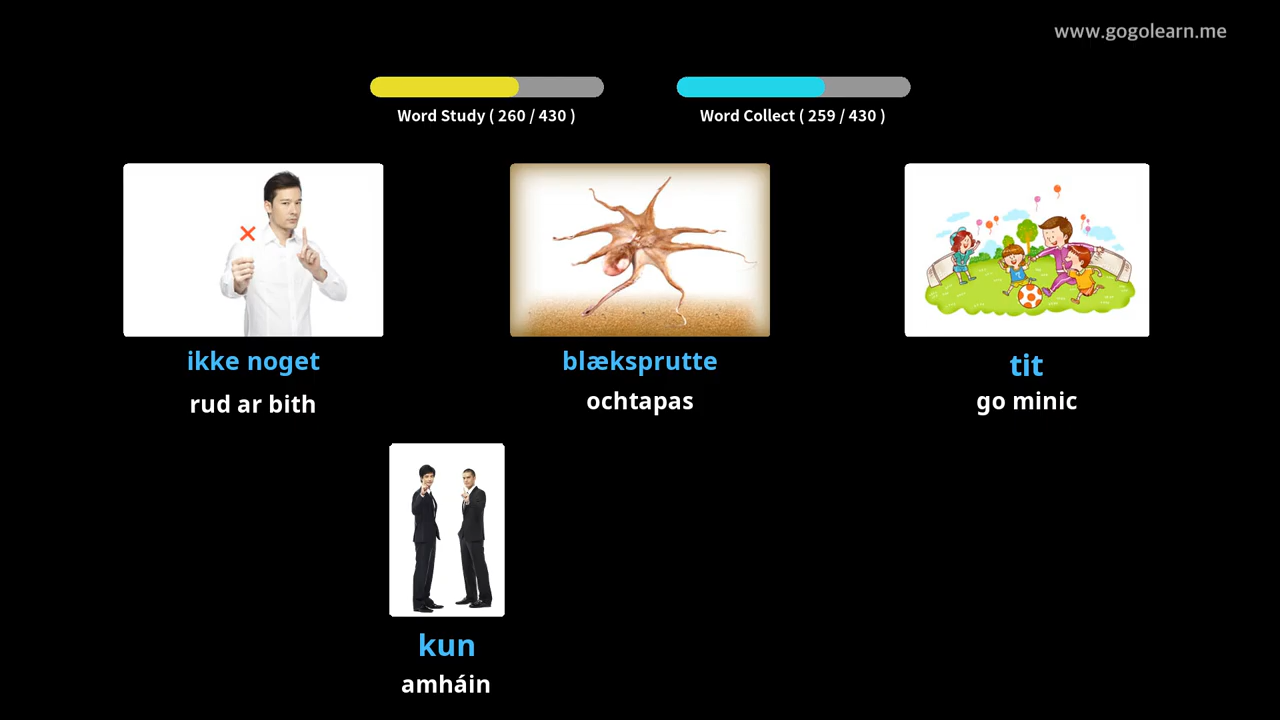 www.gogolearn.me
Word Study ( 260 / 430 )
Word Collect ( 259 / 430 )
ikke noget
rud ar bith
blæksprutte
ochtapas
tit
go minic
kun
amháin